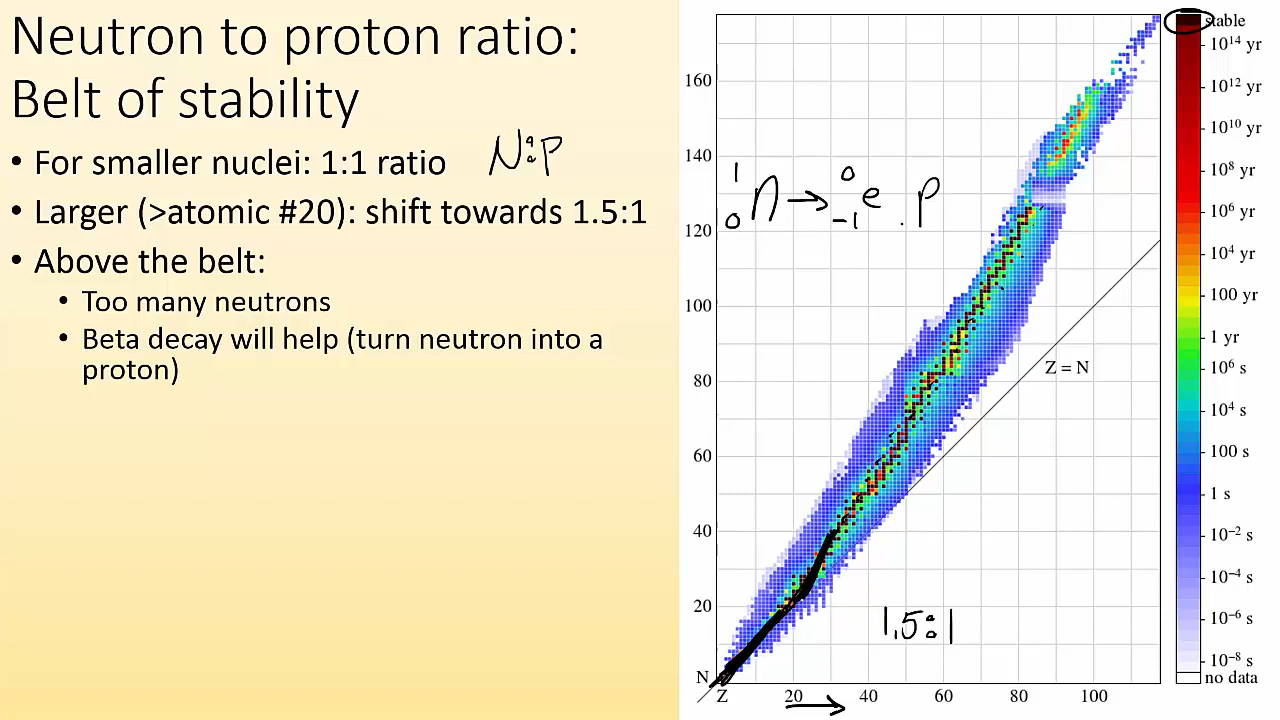 Neutron to proton ratio:
Belt of stability
• For smaller nuclei: 1:1 ratio N:P
• Larger (>atomic #20): shift towards 1.5:1
• Above the belt:
• Too many neutrons
• Beta decay will help (turn neutron into a
proton)
160
140
120
100
80
60
40
20
N
Z
20
40
60
80
100
Z = N
1 0 n → 0 -1 e . p
1.5:1
stable
10¹⁴ yr
10¹² yr
10¹⁰ yr
10⁸ yr
10⁶ yr
10⁴ yr
100 yr
1 yr
10⁶ s
10⁴ s
100 s
1 s
10⁻² s
10⁻⁴ s
10⁻⁶ s
10⁻⁸ s
no data